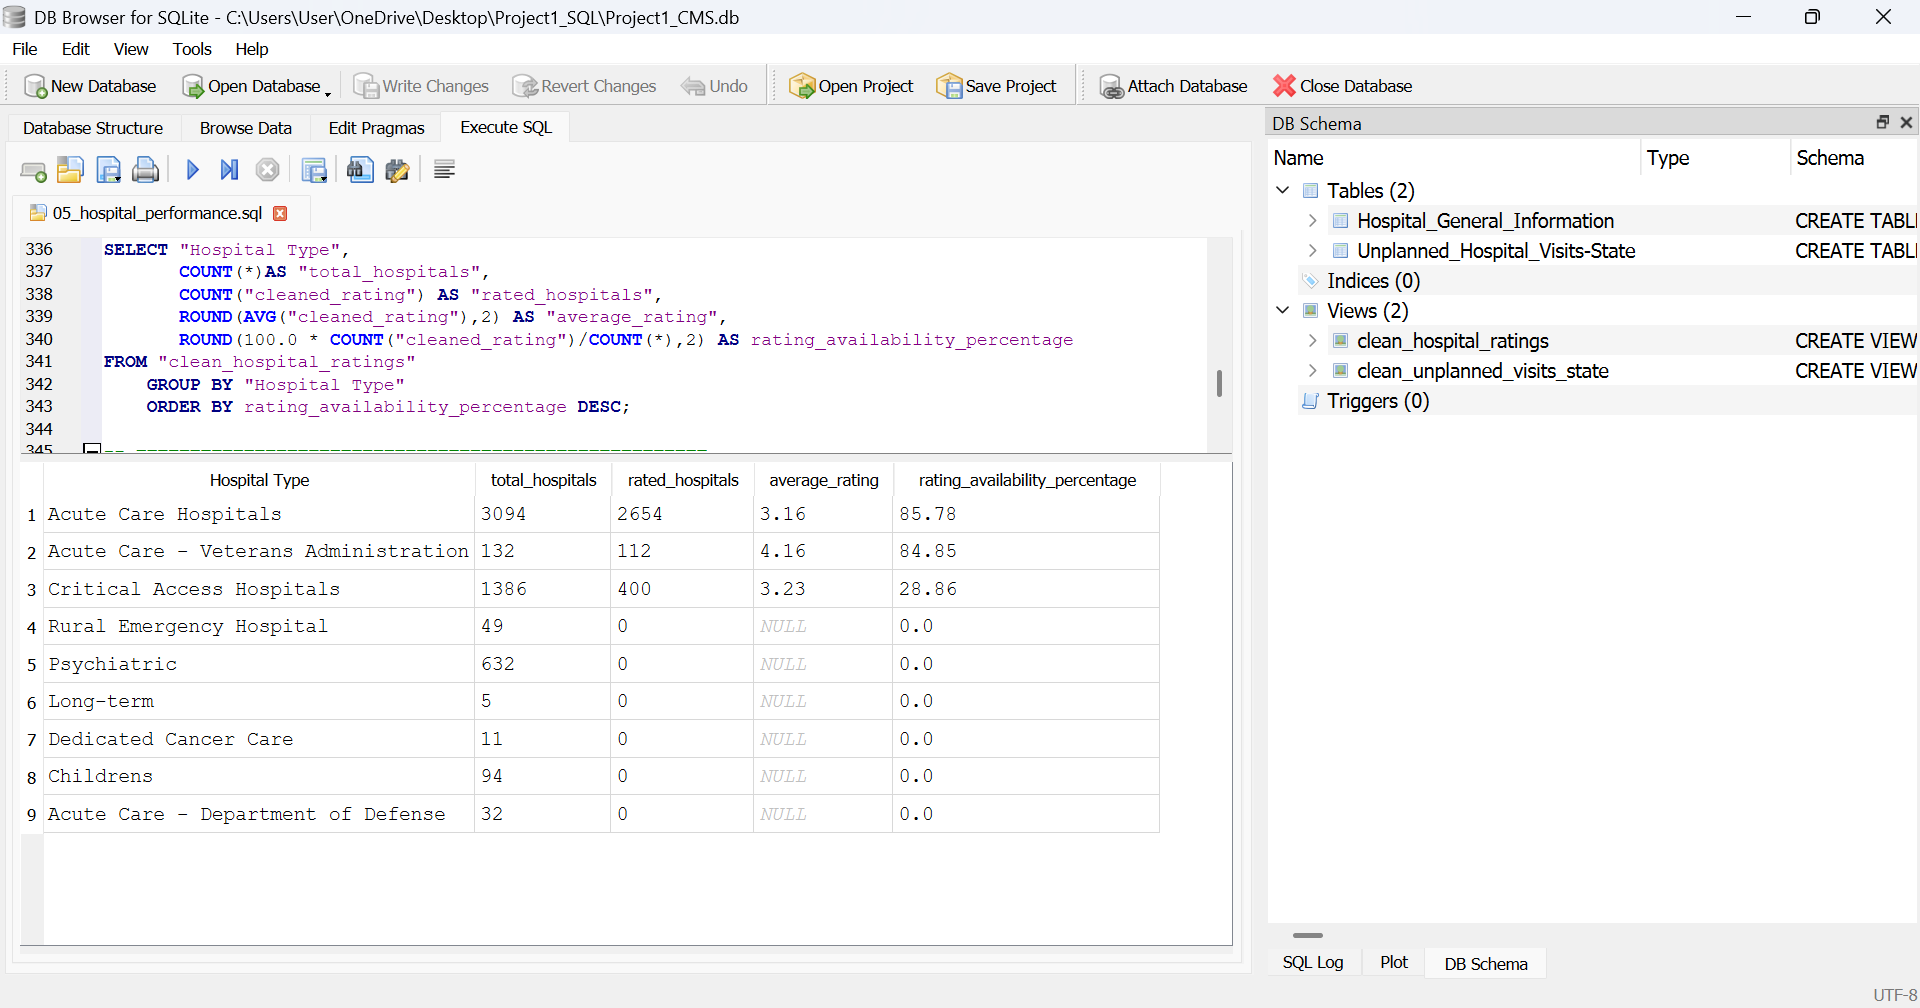 DB Browser for SQLite - C:\Users\User\OneDrive\Desktop\Project1_SQL\Project1_CMS.db
File Edit View Tools Help
New Database Open Database Write Changes Revert Changes Undo Open Project Save Project Attach Database Close Database
Database Structure Browse Data Edit Pragmas Execute SQL
05_hospital_performance.sql
336 SELECT "Hospital Type",
337 COUNT(*)AS "total_hospitals",
338 COUNT("cleaned_rating") AS "rated_hospitals",
339 ROUND(AVG("cleaned_rating"),2) AS "average_rating",
340 ROUND(100.0 * COUNT("cleaned_rating")/COUNT(*),2) AS rating_availability_percentage
341 FROM "clean_hospital_ratings"
342 GROUP BY "Hospital Type"
343 ORDER BY rating_availability_percentage DESC;
344
345 -- ====================================================
Hospital Type total_hospitals rated_hospitals average_rating rating_availability_percentage
1 Acute Care Hospitals 3094 2654 3.16 85.78
2 Acute Care - Veterans Administration 132 112 4.16 84.85
3 Critical Access Hospitals 1386 400 3.23 28.86
4 Rural Emergency Hospital 49 0 NULL 0.0
5 Psychiatric 632 0 NULL 0.0
6 Long-term 5 0 NULL 0.0
7 Dedicated Cancer Care 11 0 NULL 0.0
8 Childrens 94 0 NULL 0.0
9 Acute Care - Department of Defense 32 0 NULL 0.0
DB Schema
Name Type Schema
Tables (2)
Hospital_General_Information CREATE TABL
Unplanned_Hospital_Visits-State CREATE TABL
Indices (0)
Views (2)
clean_hospital_ratings CREATE VIEW
clean_unplanned_visits_state CREATE VIEW
Triggers (0)
SQL Log Plot DB Schema
UTF-8